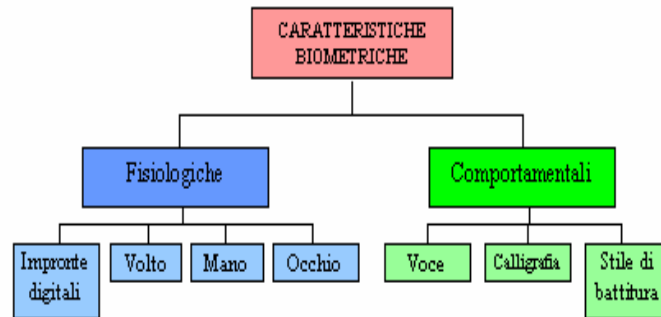 CARATTERISTICHE
BIOMETRICHE
Fisiologiche
Comportamentali
Impronte
digitali
Volto
Mano
Occhio
Voce
Calligrafia
Stile di
battitura